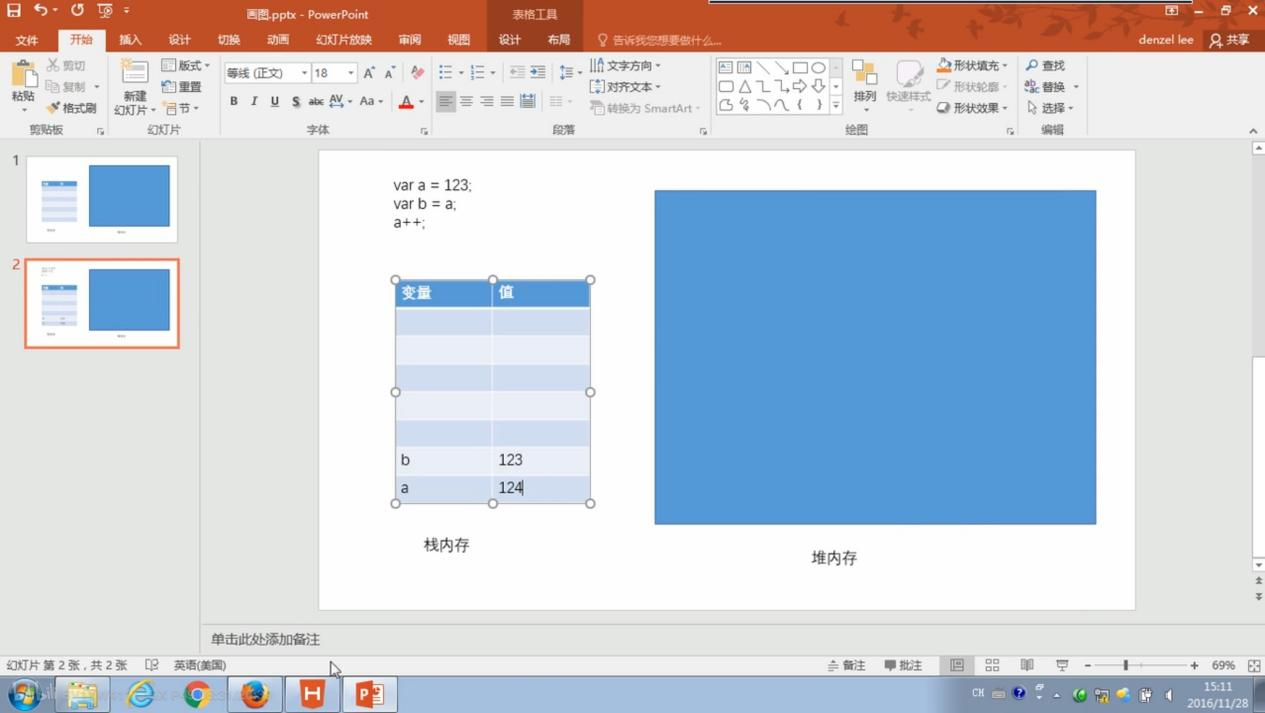 画图.pptx - PowerPoint
表格工具
文件 开始 插入 设计 切换 动画 幻灯片放映 审阅 视图 设计 布局 告诉我您想要做什么... denzel lee 共享
粘贴 剪切 复制 格式刷
新建 幻灯片 版式 重置 节
等线 (正文) 18
B I U S abc AV Aa A
文字方向 对齐文本 转换为 SmartArt
排列 快速样式 形状填充 形状轮廓 形状效果
查找 替换 选择
剪贴板 幻灯片 字体 段落 绘图 编辑
1
2
var a = 123;
var b = a;
a++;
变量 值
b 123
a 124
栈内存
堆内存
单击此处添加备注
幻灯片 第 2 张，共 2 张 英语(美国) 备注 批注 69%
CH 15:11
2016/11/28